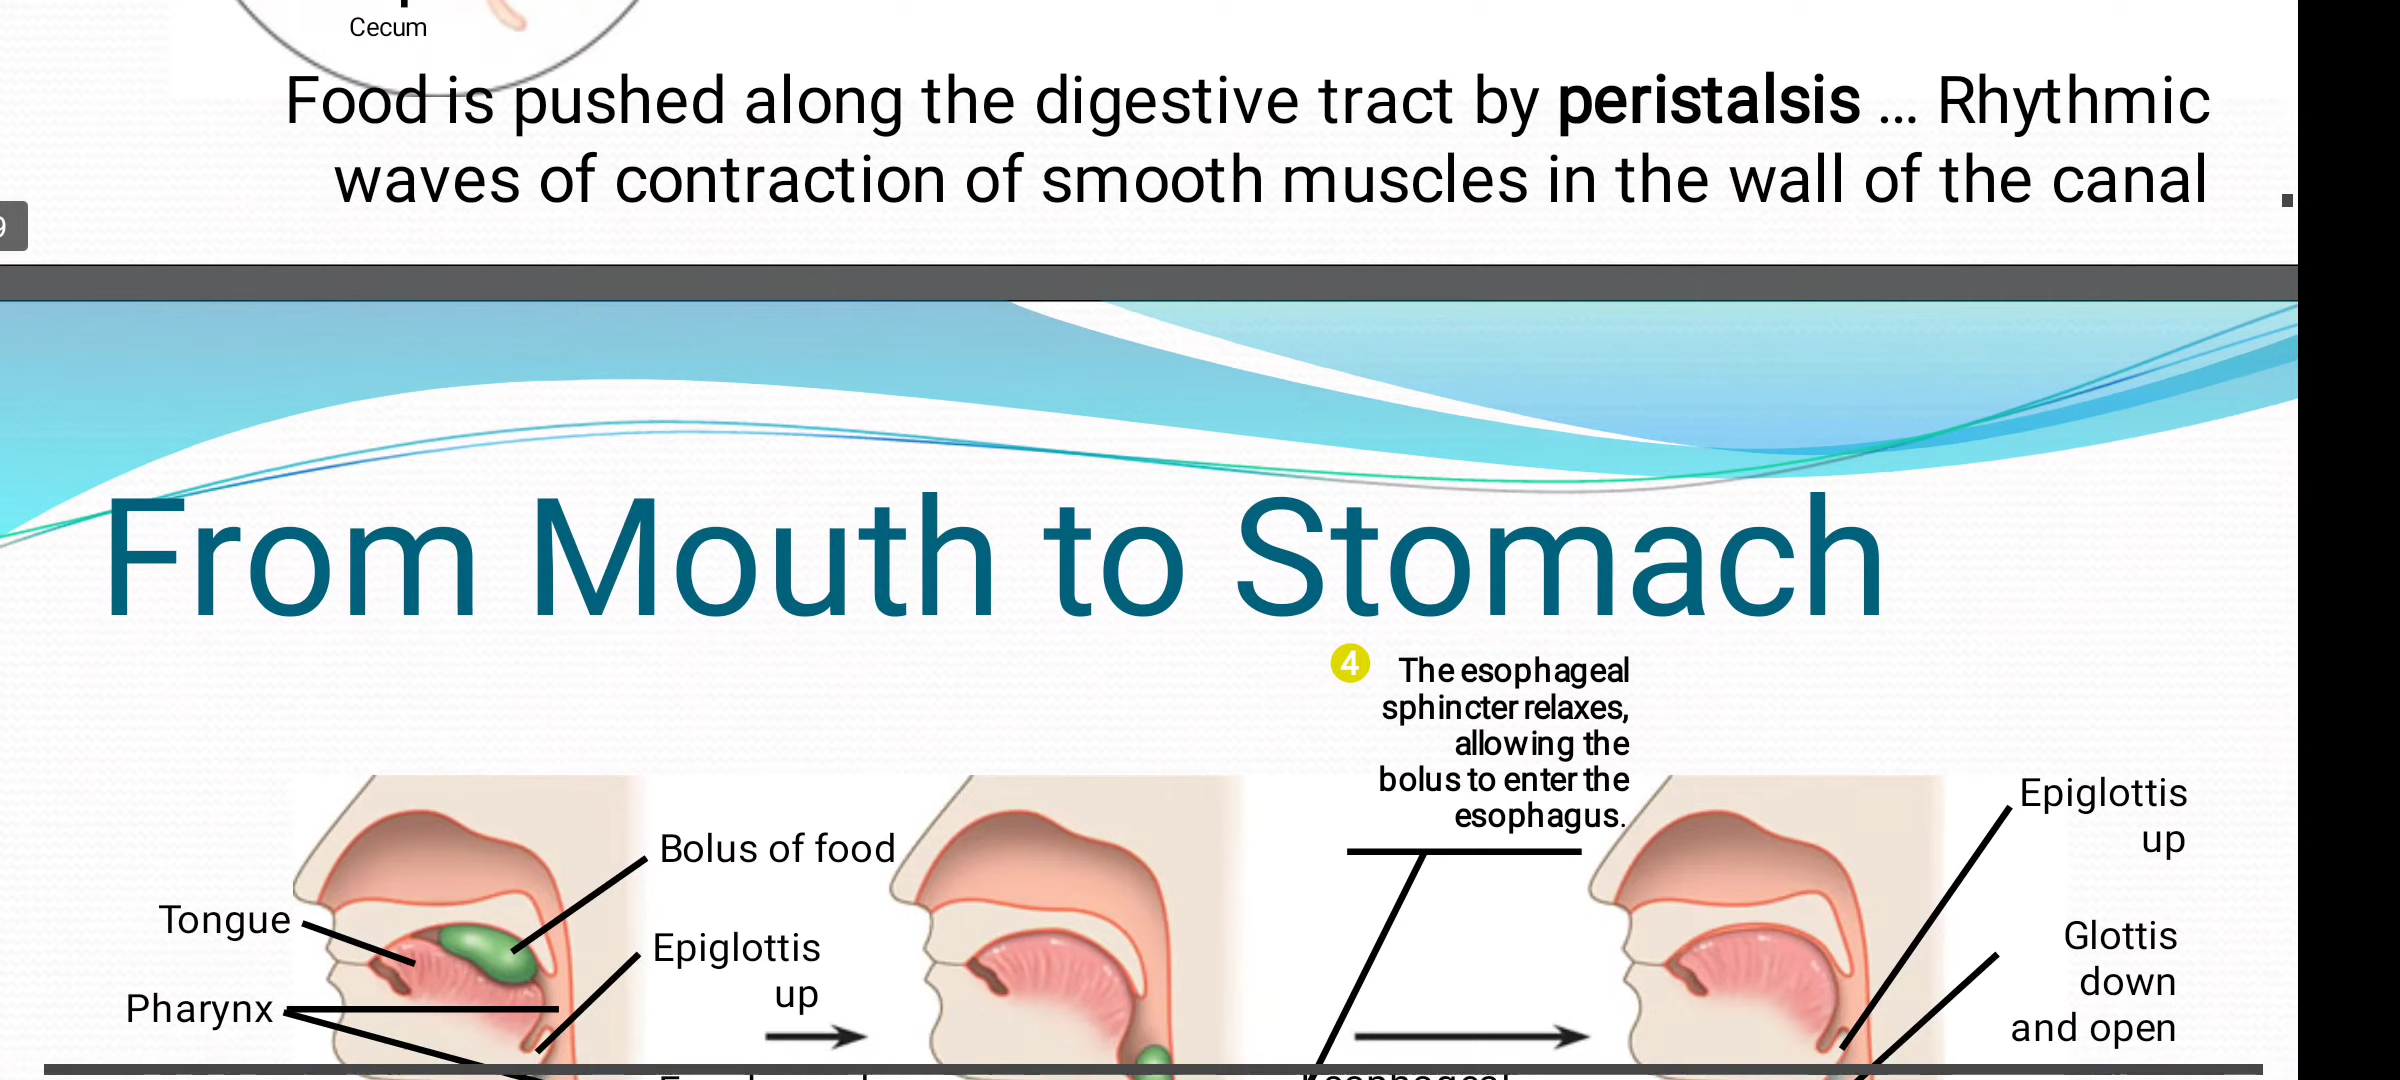 Cecum
Food is pushed along the digestive tract by peristalsis ... Rhythmic
waves of contraction of smooth muscles in the wall of the canal
9
From Mouth to Stomach
4
The esophageal
sphincter relaxes,
allowing the
bolus to enter the
esophagus.
Bolus of food
Tongue
Epiglottis
up
Pharynx
Epiglottis
up
Glottis
down
and open